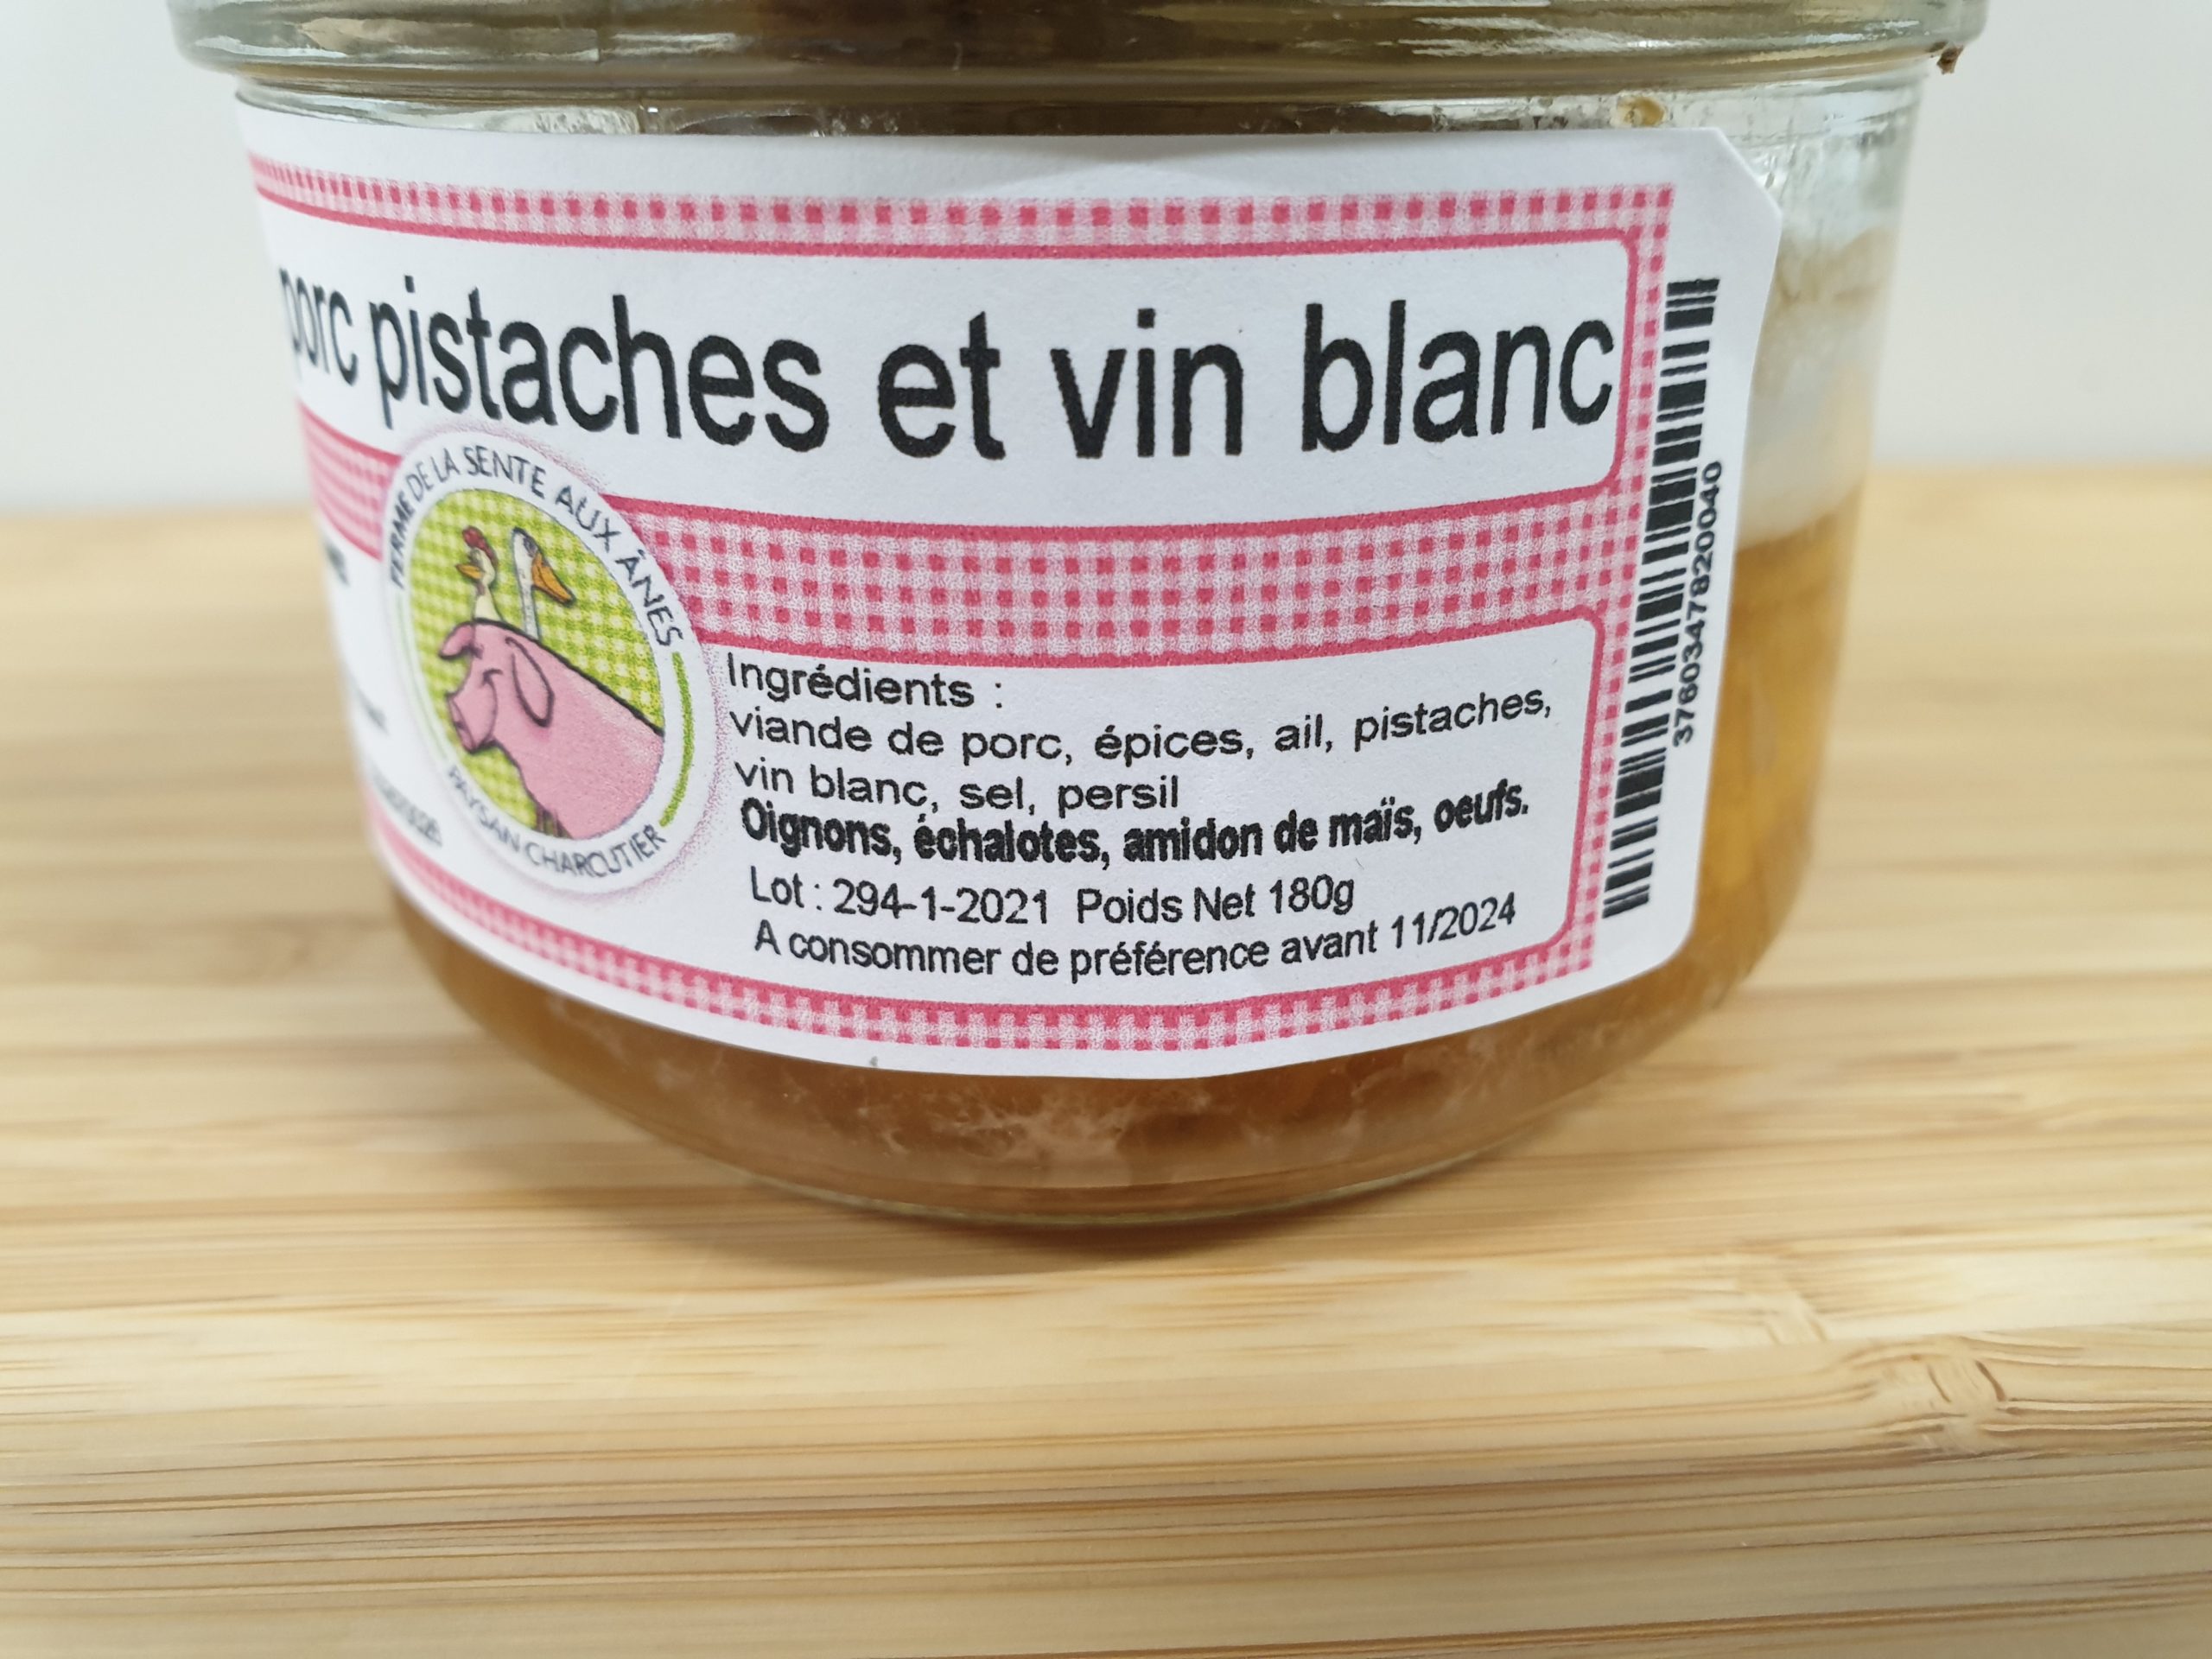 porc pistaches et vin blanc
FERME DE LA SENTE AUX ÂNES
PAYSAN CHARCUTIER
Ingrédients :
viande de porc, épices, ail, pistaches,
vin blanc, sel, persil
Oignons, échalotes, amidon de maïs, oeufs.
Lot : 294-1-2021 Poids Net 180g
A consommer de préférence avant 11/2024
3760347820040